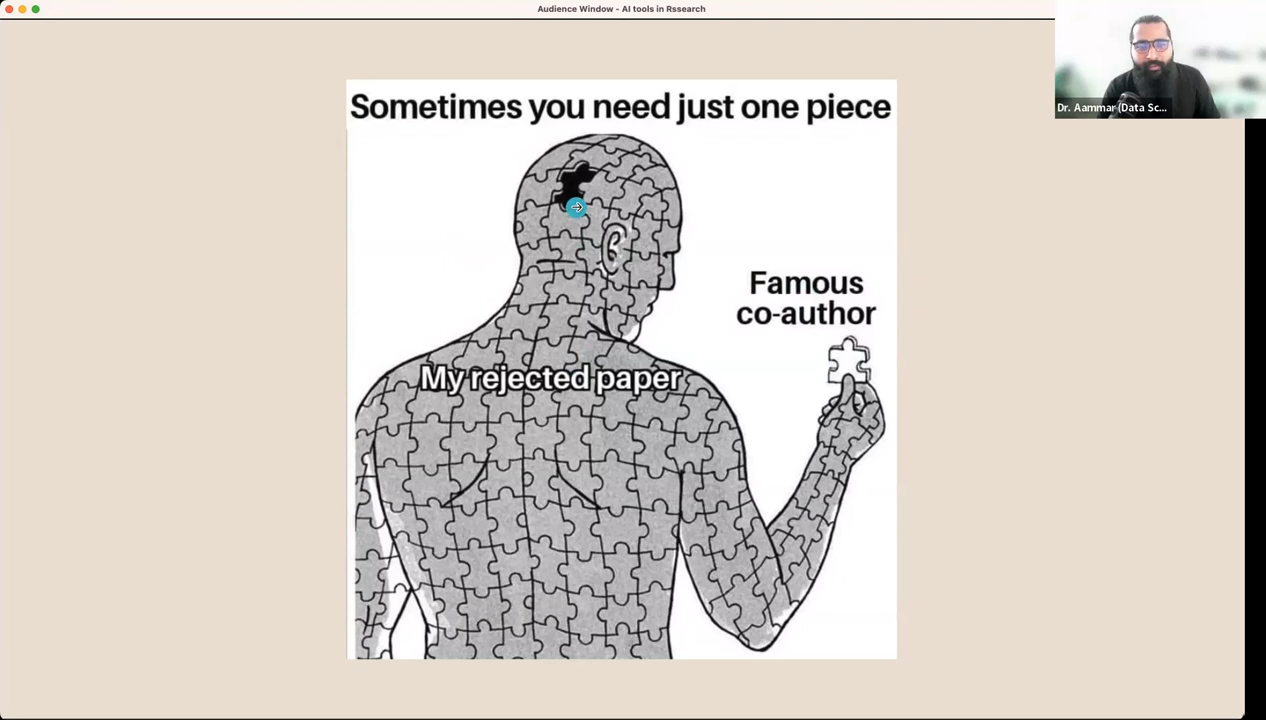 Audience Window - AI tools in Rssearch
Dr. Aammar (Data Sc...
Sometimes you need just one piece
Famous
co-author
My rejected paper